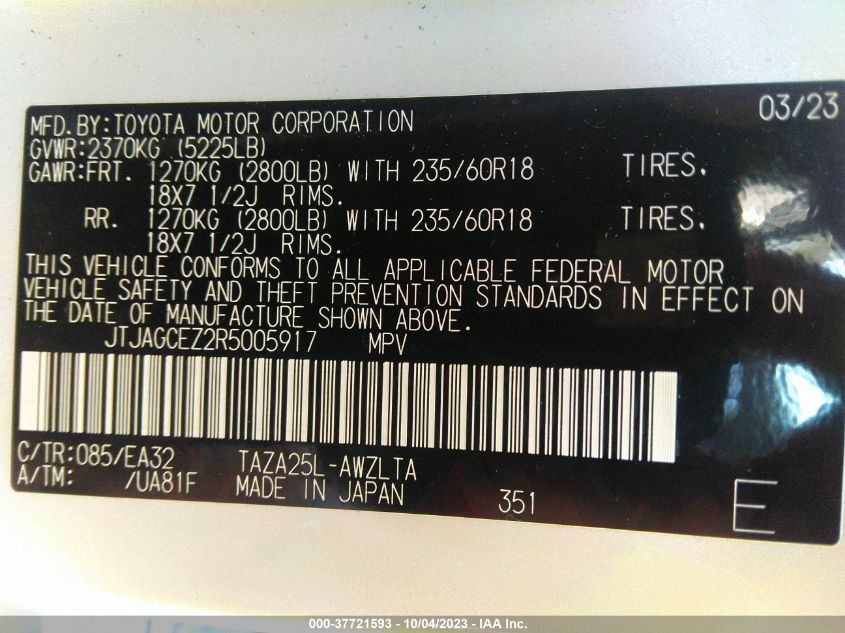 MFD.BY:TOYOTA MOTOR CORPORATION 03/23
GVWR:2370KG (5225LB)
GAWR:FRT. 1270KG (2800LB) WITH 235/60R18 TIRES.
18X7 1/2J RIMS.
RR. 1270KG (2800LB) WITH 235/60R18 TIRES.
18X7 1/2J RIMS.
THIS VEHICLE CONFORMS TO ALL APPLICABLE FEDERAL MOTOR
VEHICLE SAFETY AND THEFT PREVENTION STANDARDS IN EFFECT ON
THE DATE OF MANUFACTURE SHOWN ABOVE.
JTJAGCEZ2R5005917 MPV
C/TR:085/EA32 TAZA25L-AWZLTA
A/TM: /UA81F MADE IN JAPAN 351 E
000-37721593 - 10/04/2023 - IAA Inc.